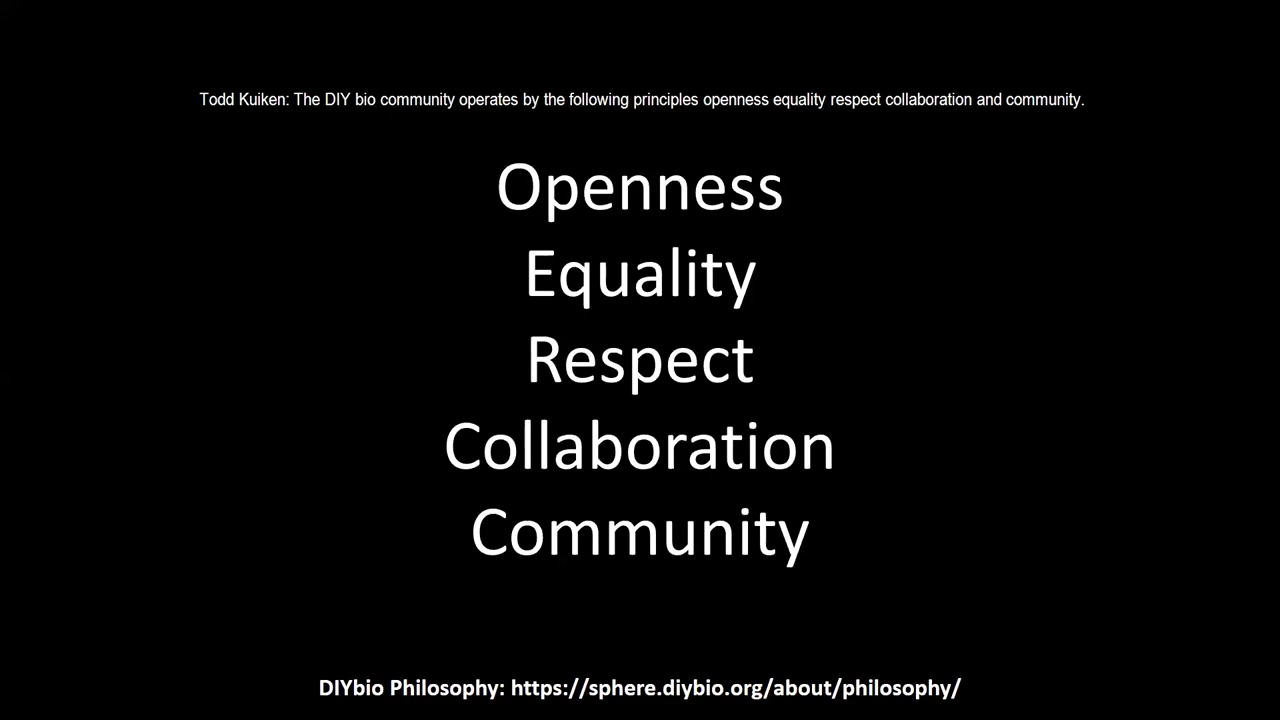 Todd Kuiken: The DIY bio community operates by the following principles openness equality respect collaboration and community.
Openness
Equality
Respect
Collaboration
Community
DIYbio Philosophy: https://sphere.diybio.org/about/philosophy/